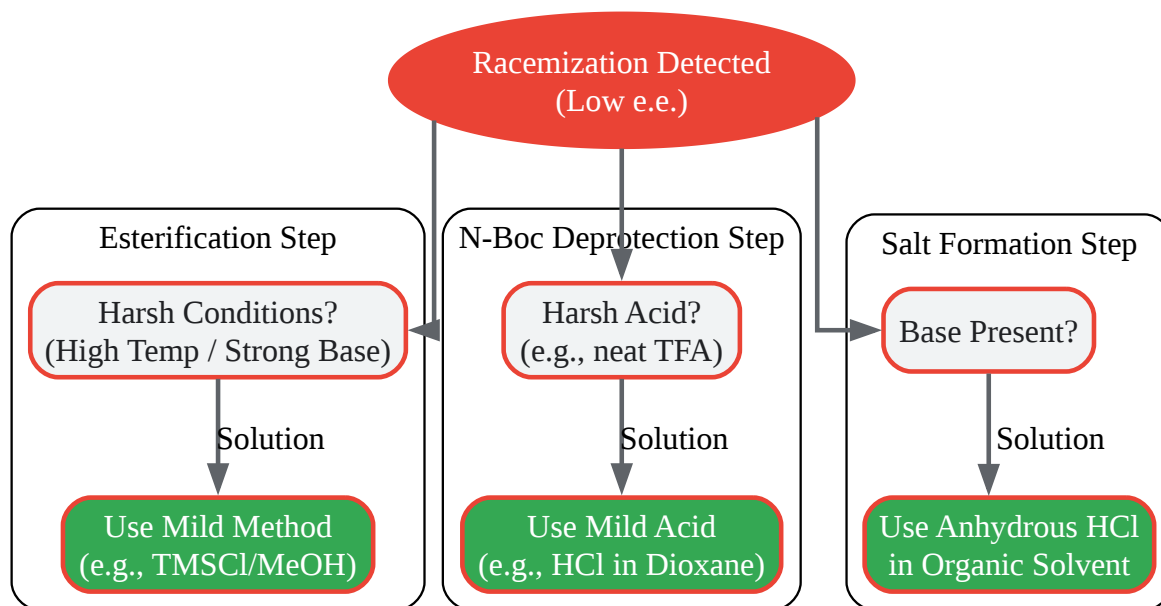 Racemization Detected
(Low e.e.)
Esterification Step
Harsh Conditions?
(High Temp / Strong Base)
Solution
Use Mild Method
(e.g., TMSCl/MeOH)
N-Boc Deprotection Step
Harsh Acid?
(e.g., neat TFA)
Solution
Use Mild Acid
(e.g., HCl in Dioxane)
Salt Formation Step
Base Present?
Solution
Use Anhydrous HCl
in Organic Solvent